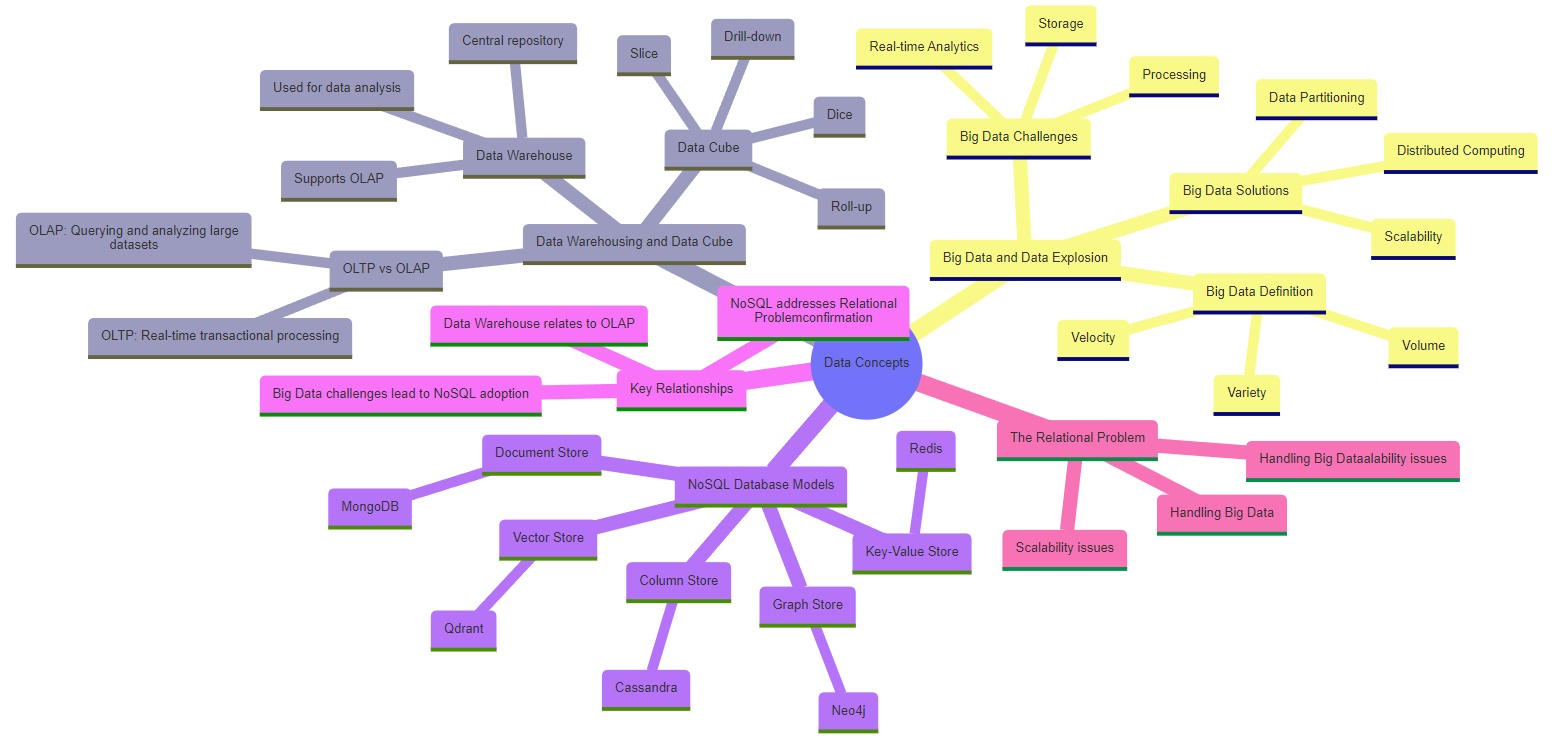 Data Concepts
Data Warehousing and Data Cube
Data Warehouse
Central repository
Used for data analysis
Supports OLAP
Data Cube
Slice
Drill-down
Dice
Roll-up
OLTP vs OLAP
OLAP: Querying and analyzing large
datasets
OLTP: Real-time transactional processing
Big Data and Data Explosion
Big Data Challenges
Real-time Analytics
Storage
Processing
Big Data Solutions
Data Partitioning
Distributed Computing
Scalability
Big Data Definition
Velocity
Variety
Volume
Key Relationships
NoSQL addresses Relational
Problemconfirmation
Data Warehouse relates to OLAP
Big Data challenges lead to NoSQL adoption
The Relational Problem
Handling Big Dataalability issues
Handling Big Data
Scalability issues
NoSQL Database Models
Document Store
MongoDB
Vector Store
Qdrant
Column Store
Cassandra
Graph Store
Neo4j
Key-Value Store
Redis